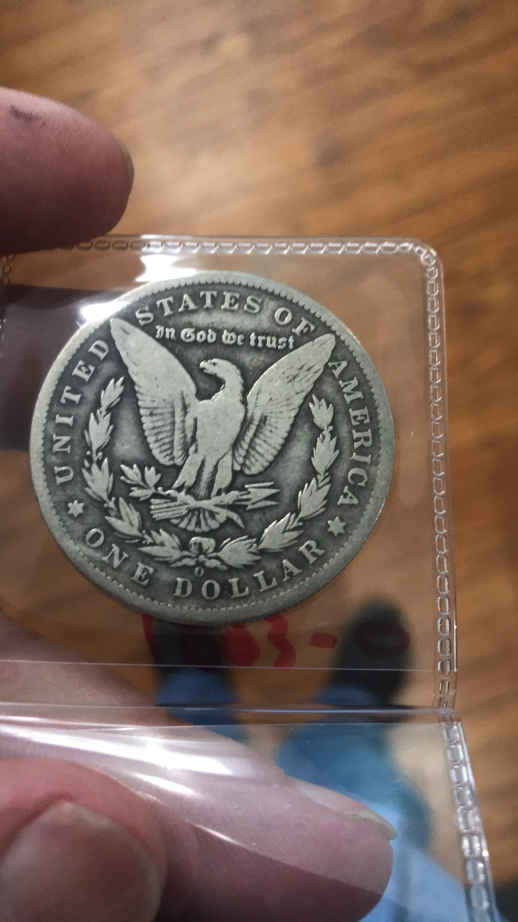 UNITED STATES OF AMERICA
In God we trust
O
ONE DOLLAR